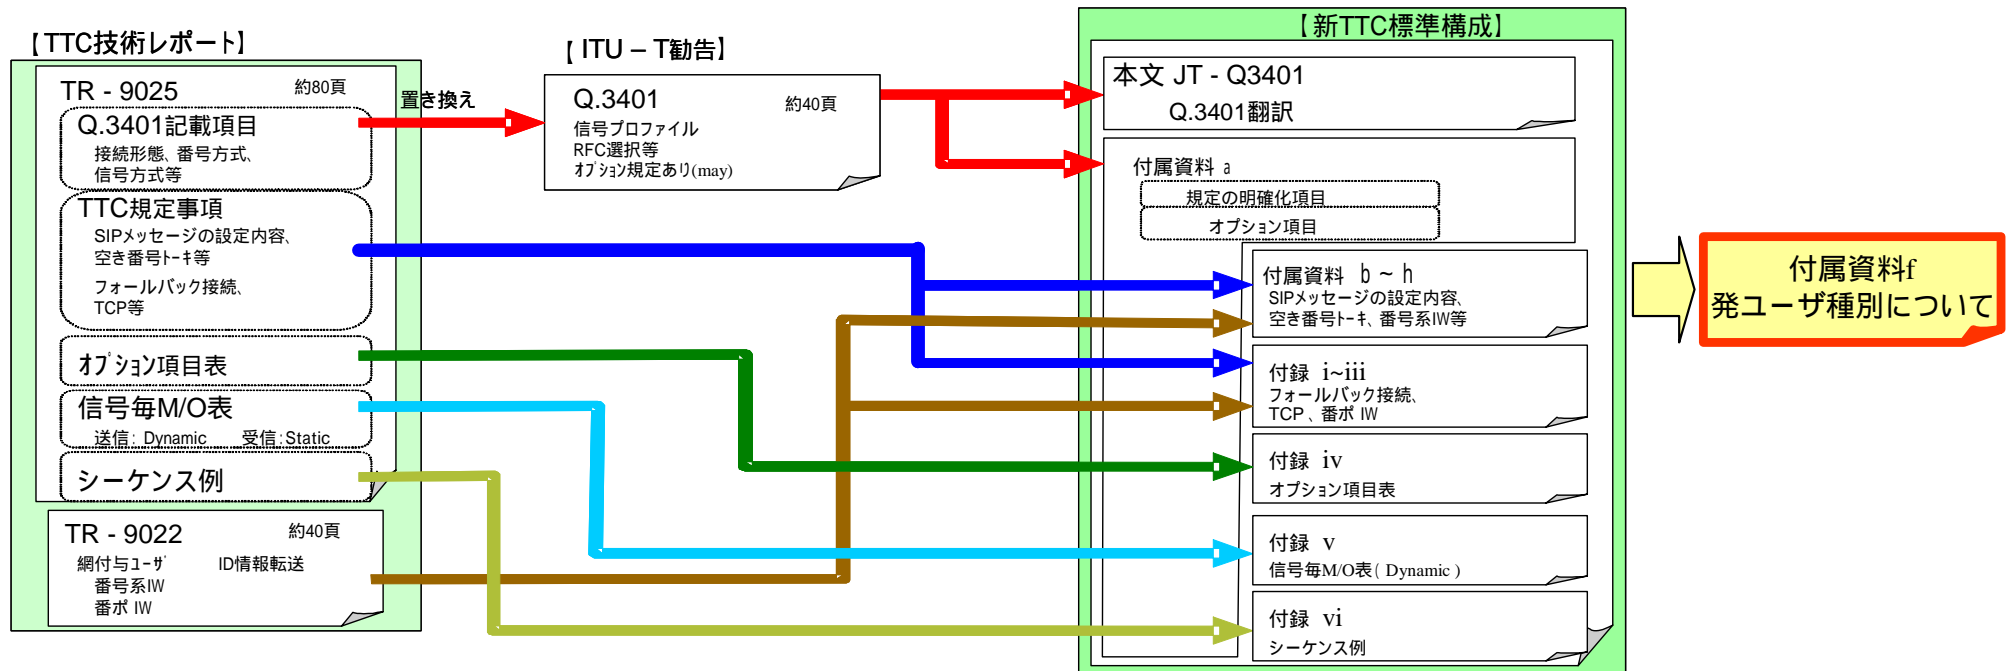 【TTC技術レポート】
TR - 9025 約80頁
Q.3401記載項目
接続形態、番号方式、
信号方式等
TTC規定事項
SIPメッセージの設定内容、
空き番号トーキ等
フォールバック接続、
TCP等
オプション項目表
信号毎M/O表
送信: Dynamic 受信:Static
シーケンス例
TR - 9022 約40頁
網付与ユーザ ID情報転送
番号系IW
番ポ IW
置き換え
【 ITU – T勧告】
Q.3401 約40頁
信号プロファイル
RFC選択等
オプション規定あり(may)
【新TTC標準構成】
本文 JT - Q3401
Q.3401翻訳
付属資料 a
規定の明確化項目
オプション項目
付属資料 b ~ h
SIPメッセージの設定内容、
空き番号トーキ、番号系IW等
付録 i~iii
フォールバック接続、
TCP 、番ポ IW
付録 iv
オプション項目表
付録 v
信号毎M/O表( Dynamic )
付録 vi
シーケンス例
付属資料f
発ユーザ種別について